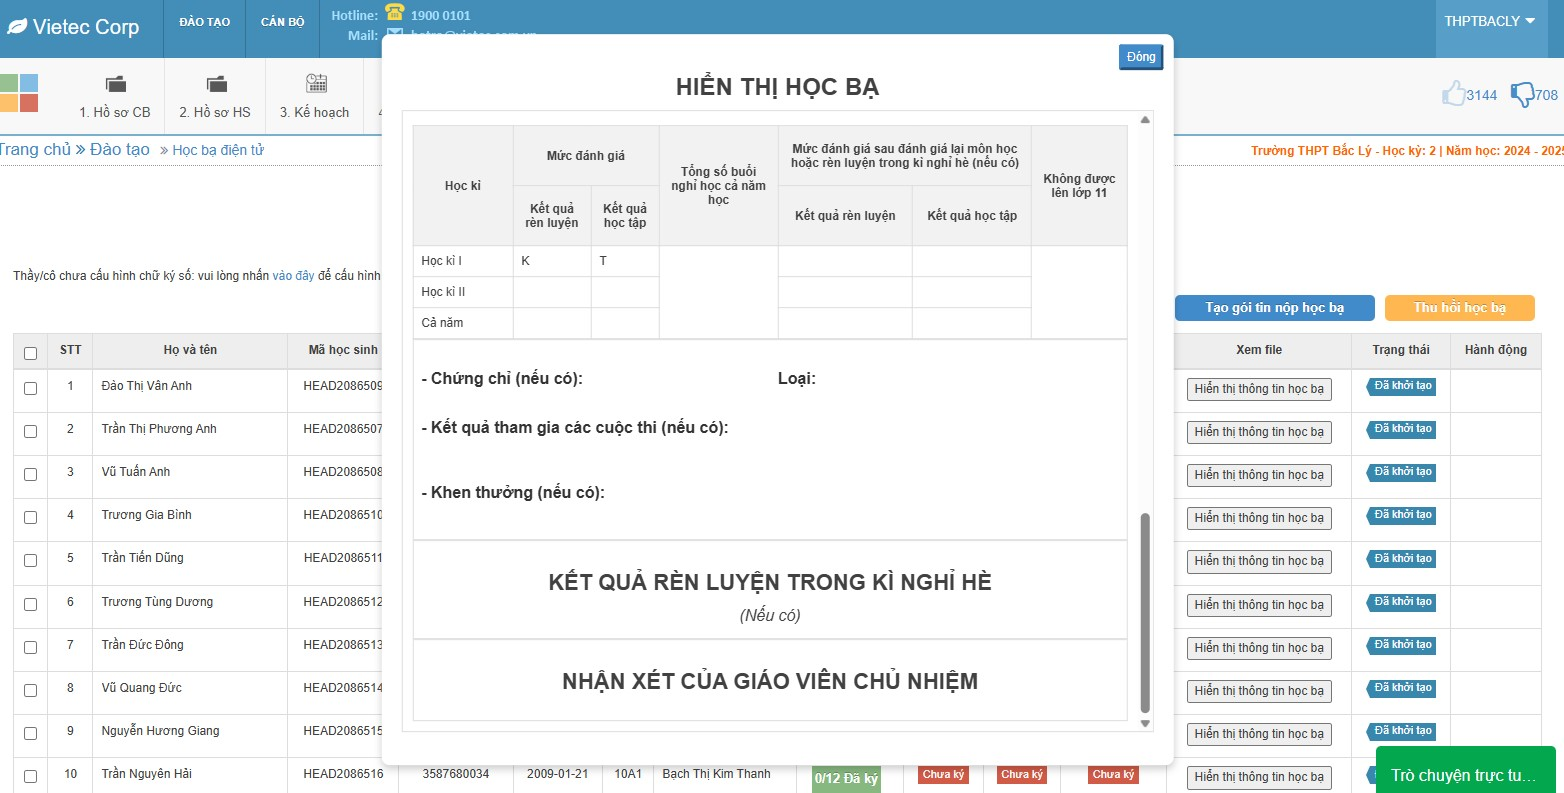 Vietec Corp
ĐÀO TẠO
CÁN BỘ
Hotline: 1900 0101
Mail:
THPTBACLY
1. Hồ sơ CB
2. Hồ sơ HS
3. Kế hoạch
3144
708
Trang chủ » Đào tạo » Học bạ điện tử
Trường THPT Bắc Lý - Học kỳ: 2 | Năm học: 2024 - 2025
Thầy/cô chưa cấu hình chữ ký số: vui lòng nhấn vào đây để cấu hình
Tạo gói tin nộp học bạ
Thu hồi học bạ
Đóng
HIỂN THỊ HỌC BẠ
Học kì
Mức đánh giá
Kết quả rèn luyện
Kết quả học tập
Tổng số buổi nghỉ học cả năm học
Mức đánh giá sau đánh giá lại môn học hoặc rèn luyện trong kì nghỉ hè (nếu có)
Kết quả rèn luyện
Kết quả học tập
Không được lên lớp 11
Học kì I K T
Học kì II
Cả năm
- Chứng chỉ (nếu có): Loại:
- Kết quả tham gia các cuộc thi (nếu có):
- Khen thưởng (nếu có):
KẾT QUẢ RÈN LUYỆN TRONG KÌ NGHỈ HÈ
(Nếu có)
NHẬN XÉT CỦA GIÁO VIÊN CHỦ NHIỆM
STT Họ và tên Mã học sinh Xem file Trạng thái Hành động
1 Đào Thị Vân Anh HEAD2086509 Hiển thị thông tin học bạ Đã khởi tạo
2 Trần Thị Phương Anh HEAD2086507 Hiển thị thông tin học bạ Đã khởi tạo
3 Vũ Tuấn Anh HEAD2086508 Hiển thị thông tin học bạ Đã khởi tạo
4 Trương Gia Bình HEAD2086510 Hiển thị thông tin học bạ Đã khởi tạo
5 Trần Tiến Dũng HEAD2086511 Hiển thị thông tin học bạ Đã khởi tạo
6 Trương Tùng Dương HEAD2086512 Hiển thị thông tin học bạ Đã khởi tạo
7 Trần Đức Đông HEAD2086513 Hiển thị thông tin học bạ Đã khởi tạo
8 Vũ Quang Đức HEAD2086514 Hiển thị thông tin học bạ Đã khởi tạo
9 Nguyễn Hương Giang HEAD2086515 Hiển thị thông tin học bạ Đã khởi tạo
10 Trần Nguyên Hải HEAD2086516 3587680034 2009-01-21 10A1 Bạch Thị Kim Thanh 0/12 Đã ký Chưa ký Chưa ký Chưa ký Hiển thị thông tin học bạ
Trò chuyện trực tu…